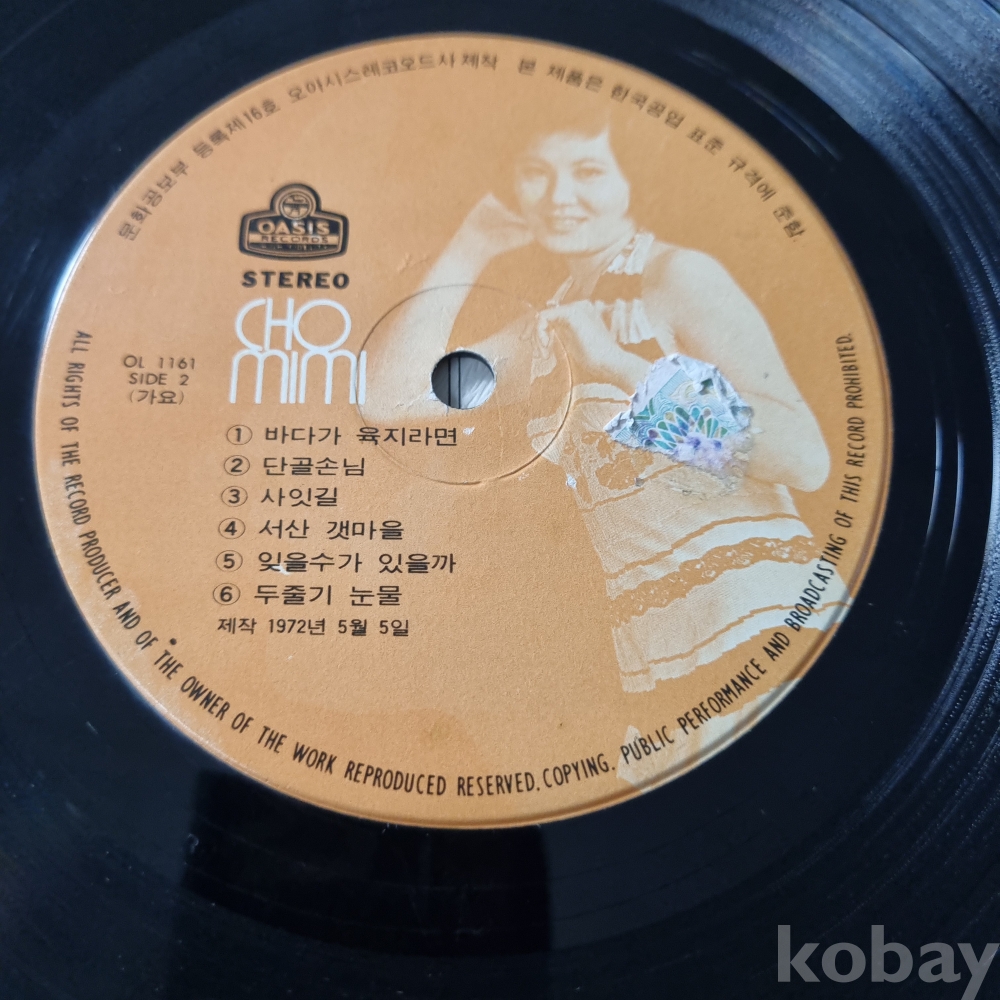 문화공보부 등록제16호 오아시스레코오드사 제작 본 제품은 한국공업 표준 규격에 준함.
OASIS
RECORDS
STEREO
CHO
MIMI
OL 1161
SIDE 2
(가요)
① 바다가 육지라면
② 단골손님
③ 사잇길
④ 서산 갯마을
⑤ 잊을수가 있을까
⑥ 두줄기 눈물
제작 1972년 5월 5일
ALL RIGHTS OF THE RECORD PRODUCER AND OF THE OWNER OF THE WORK REPRODUCED RESERVED. COPYING. PUBLIC PERFORMANCE AND BROADCASTING OF THIS RECORD PROHIBITED.
kobay